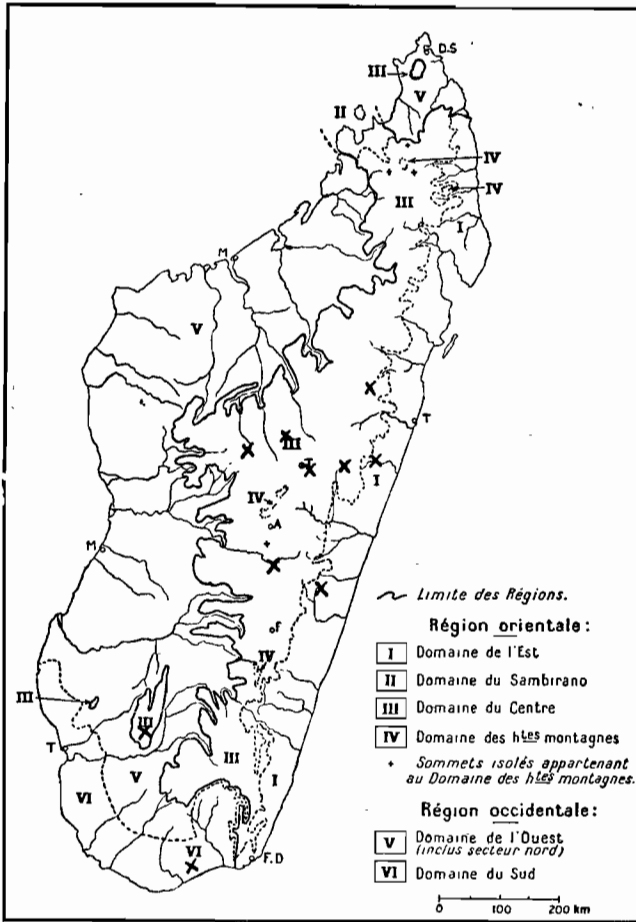 D.S
III
V
II
IV
IV
III
I
M
V
T
III
T
I
IV
A
M
F
IV
III
III
T
III
V
I
VI
VI
F.D
Limite des Régions.
Région orientale:
I Domaine de l'Est
II Domaine du Sambirano
III Domaine du Centre
IV Domaine des htes montagnes
+ Sommets isolés appartenant
au Domaine des htes montagnes.
Région occidentale:
V Domaine de l'Ouest
(inclus secteur nord)
VI Domaine du Sud
0 100 200 km